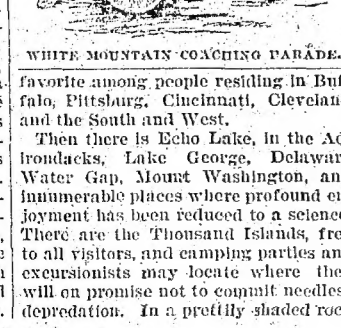 WHITE MOUNTAIN COACHING PARADE.
favorite among people residing in Buf
falo, Pittsburg, Cincinnati, Clevelan
and the South and West.
Then there is Echo Lake, in the Ad
irondacks, Lake George, Delawar
Water Gap, Mount Washington, an
innumerable places where profound en
joyment has been reduced to a science
There are the Thousand Islands, fre
to all visitors, and camping parties an
excursionists may locate where the
will on promise not to commit needles
depredation. In a prettily shaded roc